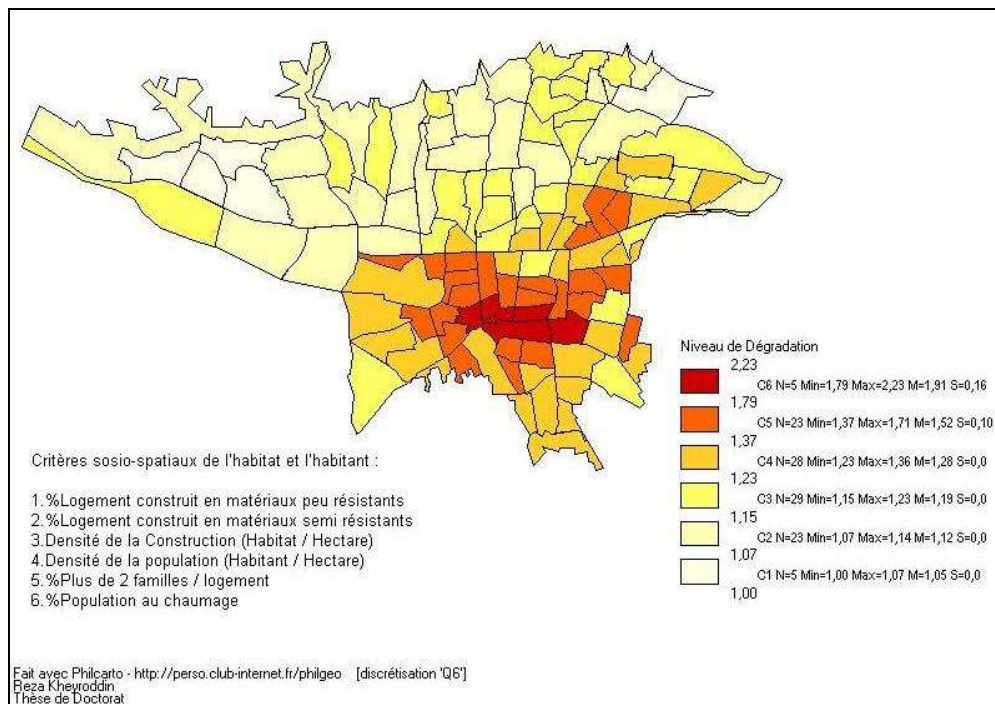 Niveau de Dégradation
2,23
C6 N=5 Min=1,79 Max=2,23 M=1,91 S=0,16
1,79
C5 N=23 Min=1,37 Max=1,71 M=1,52 S=0,10
1,37
C4 N=28 Min=1,23 Max=1,36 M=1,28 S=0,0
1,23
C3 N=29 Min=1,15 Max=1,23 M=1,19 S=0,0
1,15
C2 N=23 Min=1,07 Max=1,14 M=1,12 S=0,0
1,07
C1 N=5 Min=1,00 Max=1,07 M=1,05 S=0,0
1,00
Critères sosio-spatiaux de l'habitat et l'habitant :
1.%Logement construit en matériaux peu résistants
2.%Logement construit en matériaux semi résistants
3.Densité de la Construction (Habitat / Hectare)
4.Densité de la population (Habitant / Hectare)
5.%Plus de 2 familles / logement
6.%Population au chaumage
Fait avec Philcarto - http://perso.club-internet.fr/philgeo [discrétisation 'Q6']
Reza Kheyroddin
Thèse de Doctorat